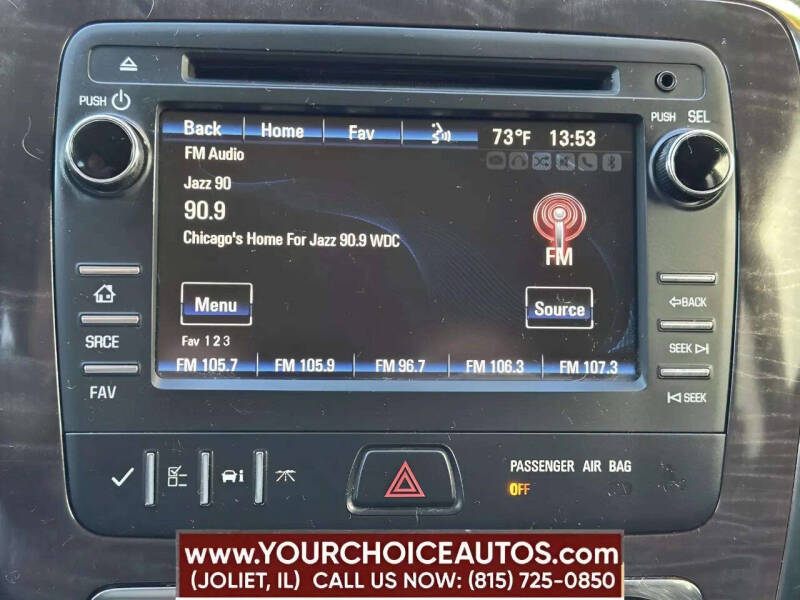 PUSH
PUSH SEL
Back Home Fav 73°F 13:53
FM Audio
Jazz 90
90.9
Chicago's Home For Jazz 90.9 WDC
FM
Menu
Source
Fav 1 2 3
FM 105.7 FM 105.9 FM 96.7 FM 106.3 FM 107.3
SRCE
FAV
BACK
SEEK
SEEK
PASSENGER AIR BAG
OFF
www.YOURCHOICEAUTOS.com
(JOLIET, IL) CALL US NOW: (815) 725-0850